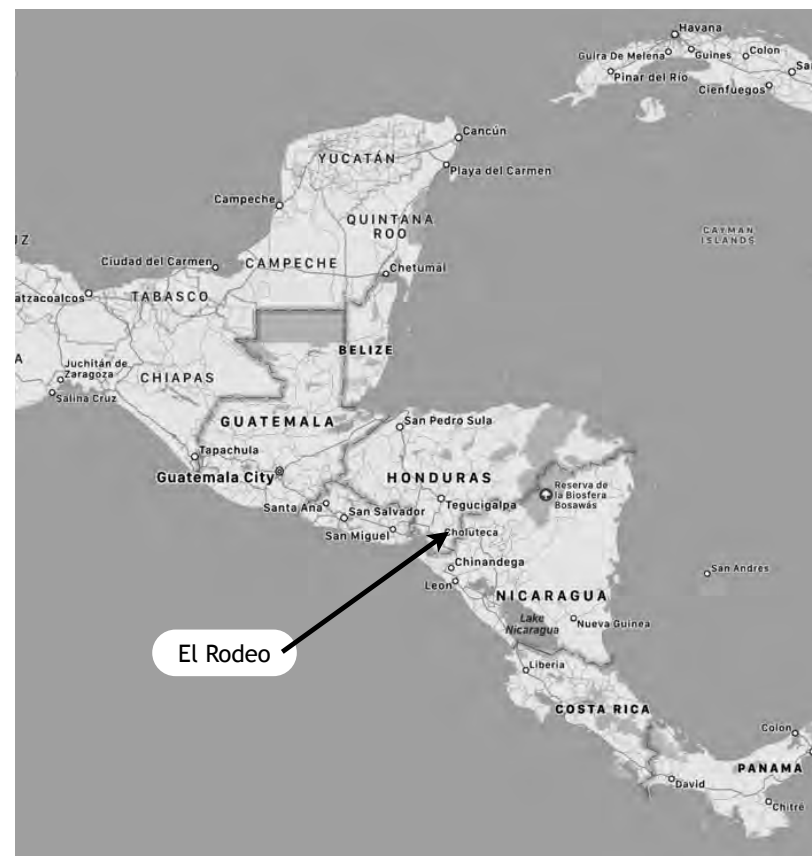 Havana
Guira De Melena
Guines
Colon
Pinar del Rio
Cienfuegos
Cancún
YUCATÁN
Playa del Carmen
Campeche
QUINTANA
ROO
CAYMAN
ISLANDS
Ciudad del Carmen
CAMPECHE
Chetumal
atzacoalcos
TABASCO
BELIZE
Juchitán de
Zaragoza
CHIAPAS
Salina Cruz
GUATEMALA
San Pedro Sula
Tapachula
Guatemala City
HONDURAS
Reserva de
la Biosfera
Bosawás
Tegucigalpa
Santa Ana
San Salvador
San Miguel
Choluteca
Chinandega
San Andres
Leon
NICARAGUA
Lake
Nicaragua
Nueva Guinea
El Rodeo
Liberia
COSTA RICA
Colon
PANAMA
David
Chitré